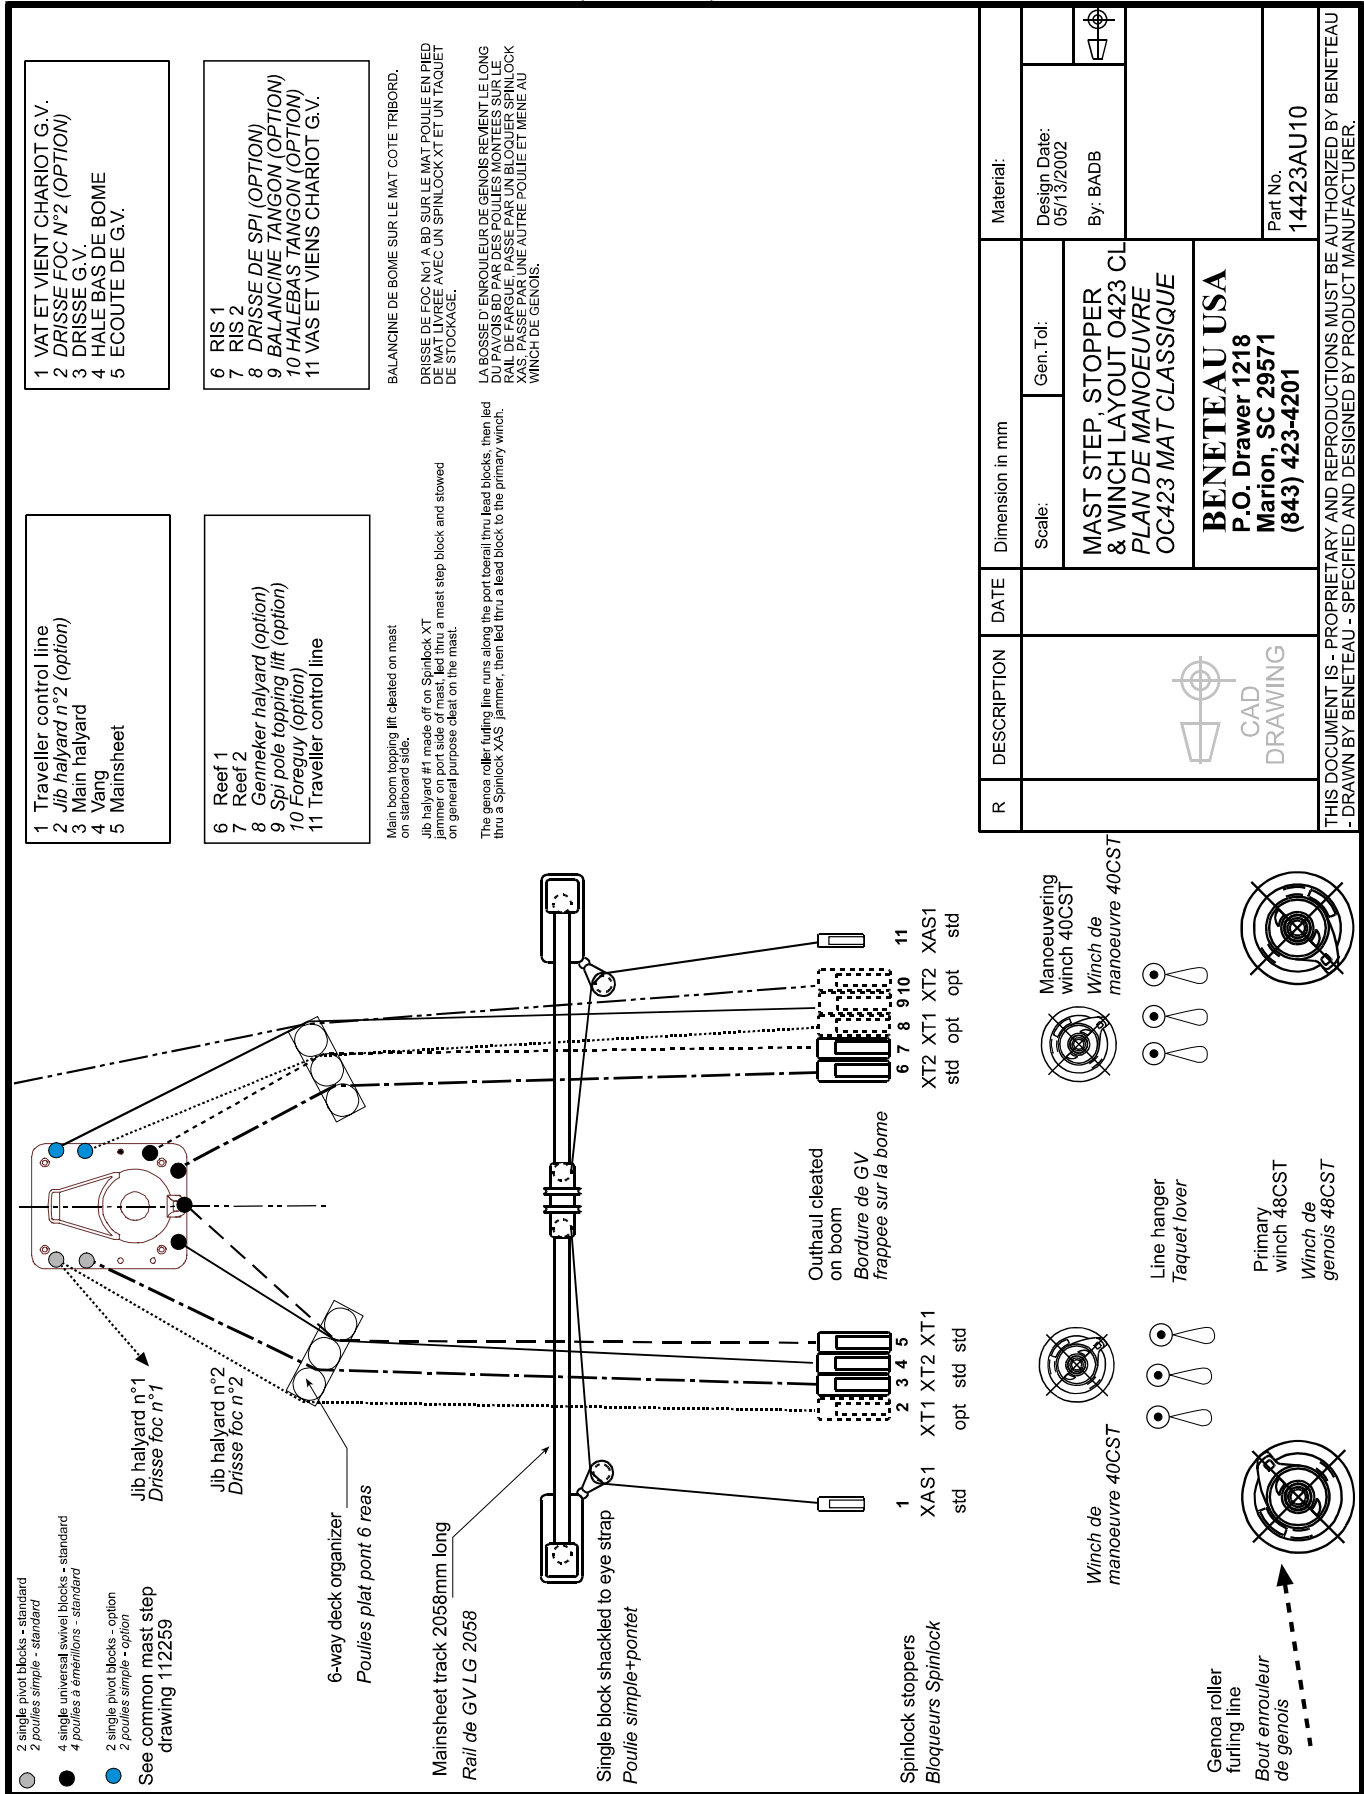 2 single pivot blocks - standard
2 poulies simple - standard
4 single universal swivel blocks - standard
4 poulies à émérillons - standard
2 single pivot blocks - option
2 poulies simple - option
See common mast step
drawing 112259
Jib halyard n°1
Drisse foc n°1
Jib halyard n°2
Drisse foc n°2
6-way deck organizer
Poulies plat pont 6 reas
Mainsheet track 2058mm long
Rail de GV LG 2058
Single block shackled to eye strap
Poulie simple+pontet
Outhaul cleated
on boom
Bordure de GV
frappee sur la bome
Spinlock stoppers
Bloqueurs Spinlock
1 2 3 4 5 6 7 8 9 10 11
XAS1 XT1 XT2 XT1 XT2 XT1 XT2 XAS1
std opt std std std opt opt std
Winch de
manoeuvre 40CST
Manoeuvering
winch 40CST
Winch de
manoeuvre 40CST
Line hanger
Taquet lover
Primary
winch 48CST
Winch de
genois 48CST
Genoa roller
furling line
Bout enrouleur
de genois
1 Traveller control line
2 Jib halyard n°2 (option)
3 Main halyard
4 Vang
5 Mainsheet
6 Reef 1
7 Reef 2
8 Genneker halyard (option)
9 Spi pole topping lift (option)
10 Foreguy (option)
11 Traveller control line
Main boom topping lift cleated on mast
on starboard side.
Jib halyard #1 made off on Spinlock XT
jammer on port side of mast, led thru a mast step block and stowed
on general purpose cleat on the mast.
The genoa roller furling line runs along the port toerail thru lead blocks, then led
thru a Spinlock XAS jammer, then led thru a lead block to the primary winch.
1 VAT ET VIENT CHARIOT G.V.
2 DRISSE FOC N°2 (OPTION)
3 DRISSE G.V.
4 HALE BAS DE BOME
5 ECOUTE DE G.V.
6 RIS 1
7 RIS 2
8 DRISSE DE SPI (OPTION)
9 BALANCINE TANGON (OPTION)
10 HALEBAS TANGON (OPTION)
11 VAS ET VIENS CHARIOT G.V.
BALANCINE DE BOME SUR LE MAT COTE TRIBORD.
DRISSE DE FOC No1 A BD SUR LE MAT POULIE EN PIED
DE MAT LIVREE AVEC UN SPINLOCK XT ET UN TAQUET
DE STOCKAGE.
LA BOSSE D' ENROULEUR DE GENOIS REVIENT LE LONG
DU PAVOIS BD PAR DES POULIES MONTEES SUR LE
RAIL DE FARGUE, PASSE PAR UN BLOQUER SPINLOCK
XAS, PASSE PAR UNE AUTRE POULIE ET MENE AU
WINCH DE GENOIS.
R DESCRIPTION DATE Dimension in mm Material:
CAD
DRAWING
Scale: Gen.Tol:
Design Date:
05/13/2002
By: BADB
MAST STEP, STOPPER
& WINCH LAYOUT O423 CL
PLAN DE MANOEUVRE
OC423 MAT CLASSIQUE
BENETEAU USA
P.O. Drawer 1218
Marion, SC 29571
(843) 423-4201
Part No.
14423AU10
THIS DOCUMENT IS - PROPRIETARY AND REPRODUCTIONS MUST BE AUTHORIZED BY BENETEAU
- DRAWN BY BENETEAU - SPECIFIED AND DESIGNED BY PRODUCT MANUFACTURER.